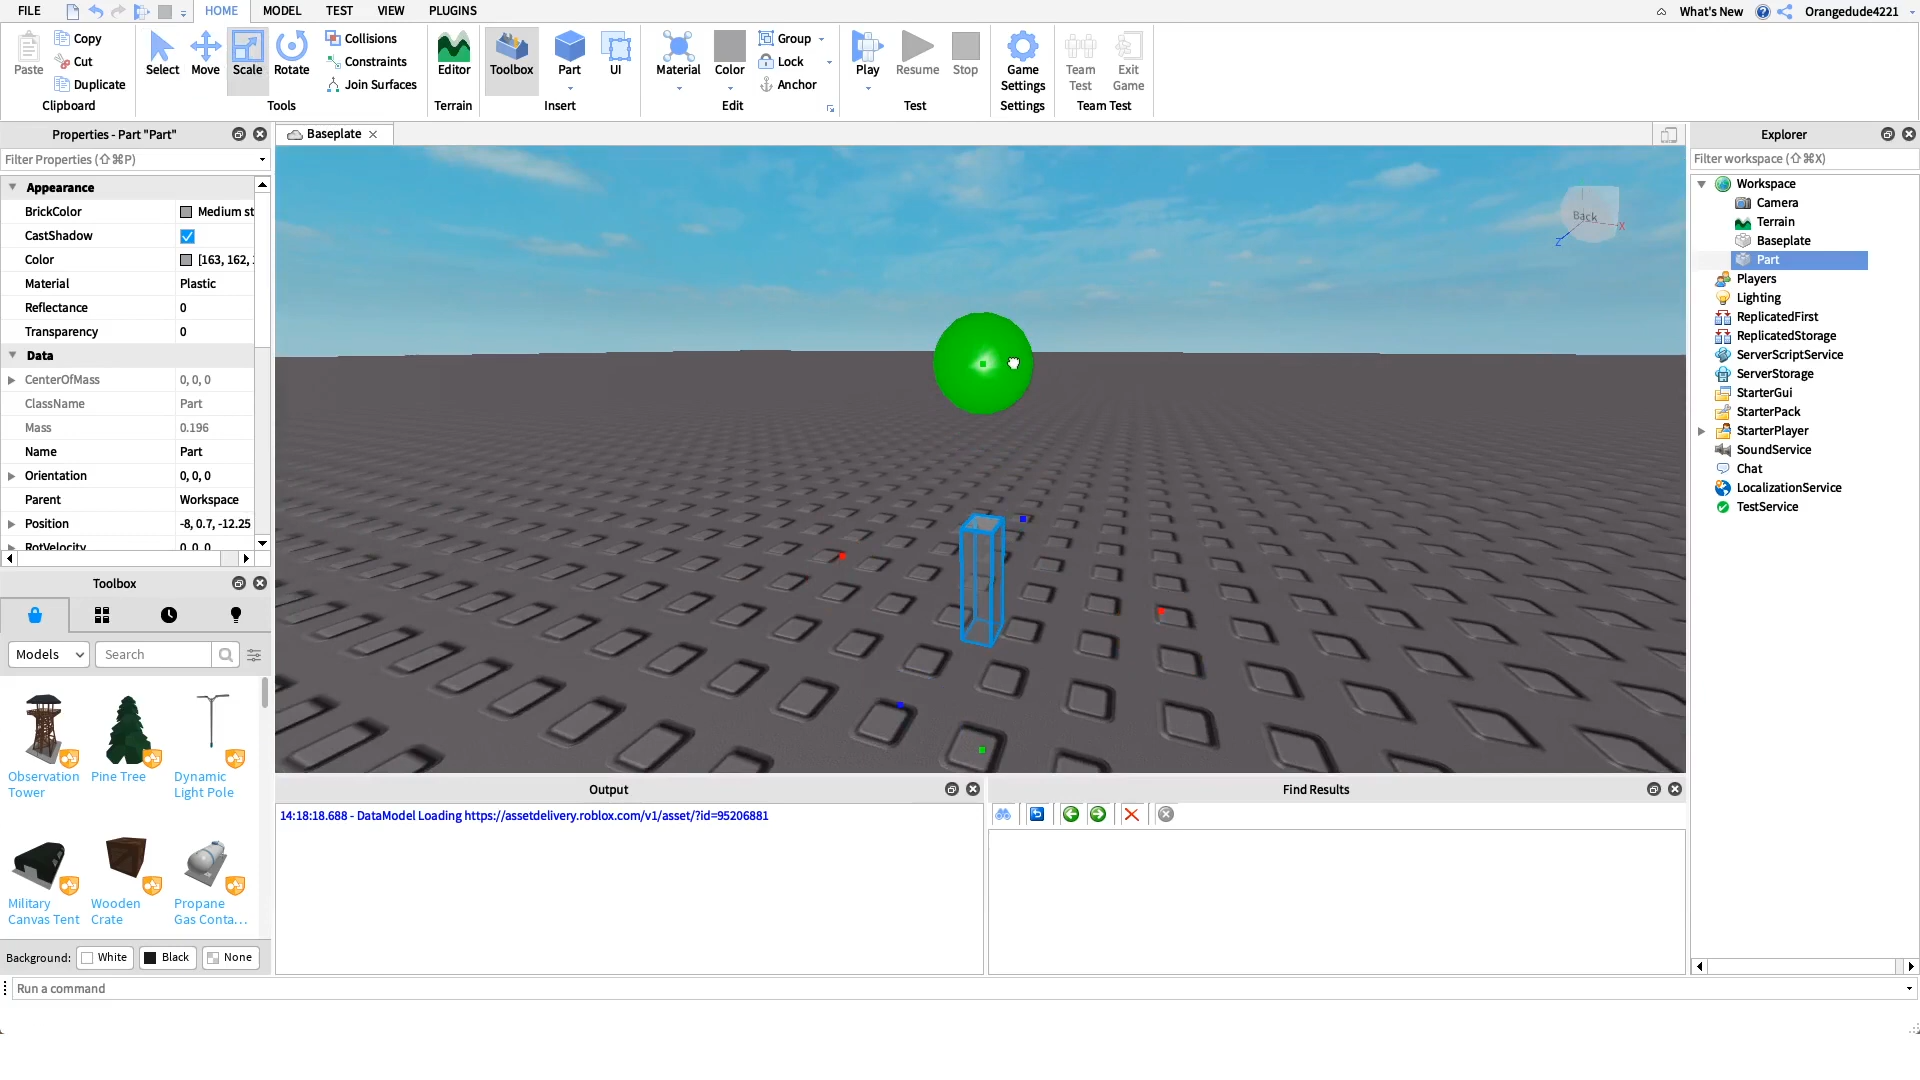 FILE HOME MODEL TEST VIEW PLUGINS What's New Orangedude4221
Paste Copy Cut Duplicate Clipboard
Select Move Scale Rotate Collisions Constraints Join Surfaces Tools
Editor Terrain
Toolbox Part UI Insert
Material Color Group Lock Anchor Edit
Play Resume Stop Test
Game Settings Settings
Team Test Exit Game Team Test
Properties - Part "Part"
Filter Properties (⇧⌘P)
Appearance
BrickColor Medium st
CastShadow
Color [163, 162,
Material Plastic
Reflectance 0
Transparency 0
Data
CenterOfMass 0, 0, 0
ClassName Part
Mass 0.196
Name Part
Orientation 0, 0, 0
Parent Workspace
Position -8, 0.7, -12.25
RotVelocity 0, 0, 0
Toolbox
Models Search
Observation Tower
Pine Tree
Dynamic Light Pole
Military Canvas Tent
Wooden Crate
Propane Gas Conta...
Background: White Black None
Run a command
Baseplate
Back
X
Z
Output
14:18:18.688 - DataModel Loading https://assetdelivery.roblox.com/v1/asset/?id=95206881
Find Results
Explorer
Filter workspace (⇧⌘X)
Workspace
Camera
Terrain
Baseplate
Part
Players
Lighting
ReplicatedFirst
ReplicatedStorage
ServerScriptService
ServerStorage
StarterGui
StarterPack
StarterPlayer
SoundService
Chat
LocalizationService
TestService